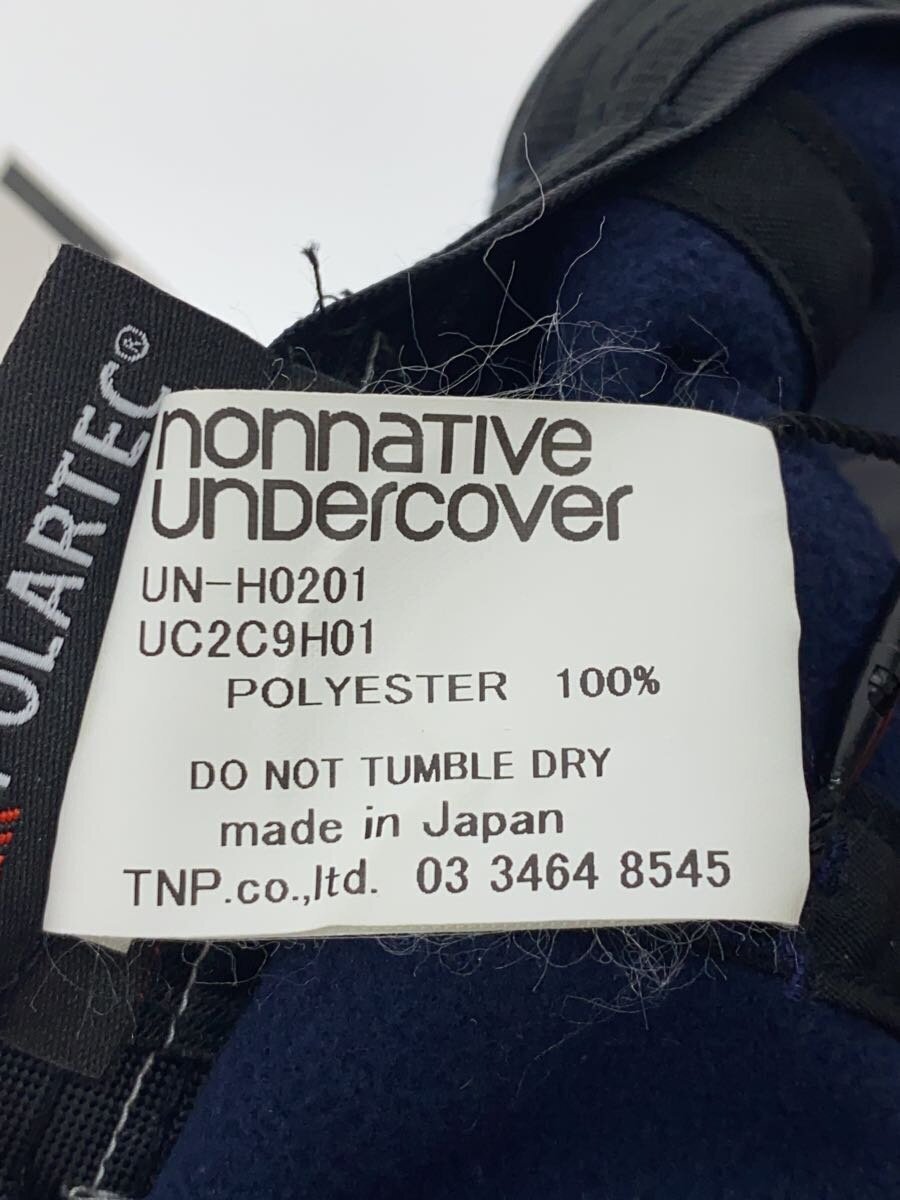 POLARTEC®
nonnative
undercover
UN-H0201
UC2C9H01
POLYESTER 100%
DO NOT TUMBLE DRY
made in Japan
TNP.co.,ltd. 03 3464 8545